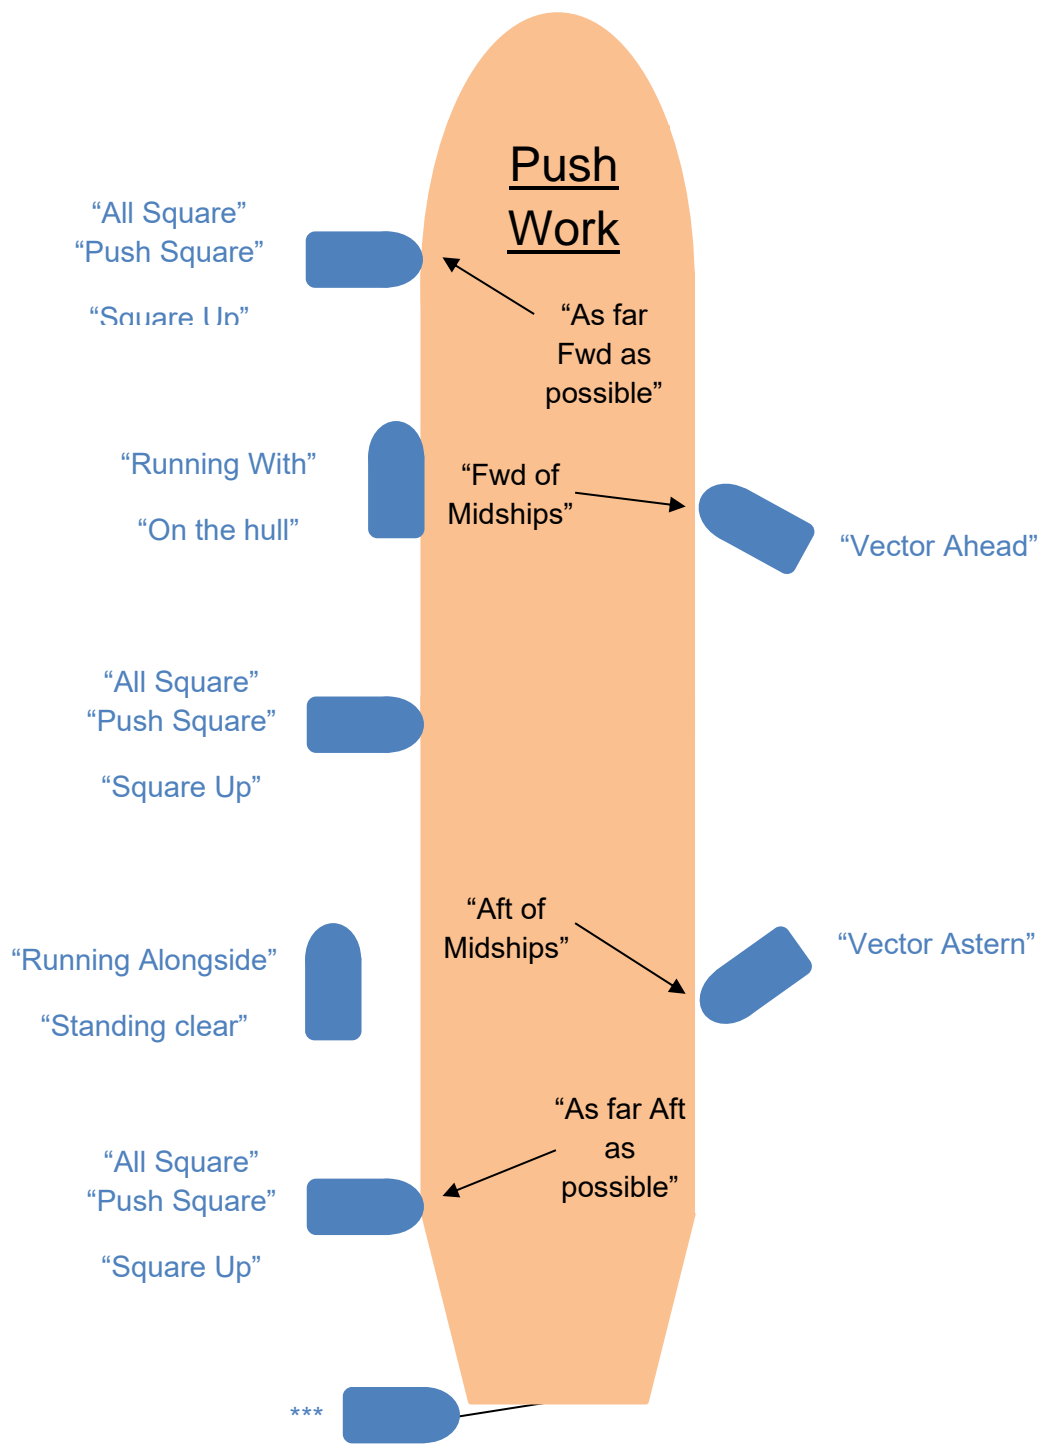 Push
Work
“All Square”
“Push Square”
“Square Up”
“As far
Fwd as
possible”
“Running With”
“On the hull”
“Fwd of
Midships”
“Vector Ahead”
“All Square”
“Push Square”
“Square Up”
“Aft of
Midships”
“Vector Astern”
“Running Alongside”
“Standing clear”
“As far Aft
as
possible”
“All Square”
“Push Square”
“Square Up”
***